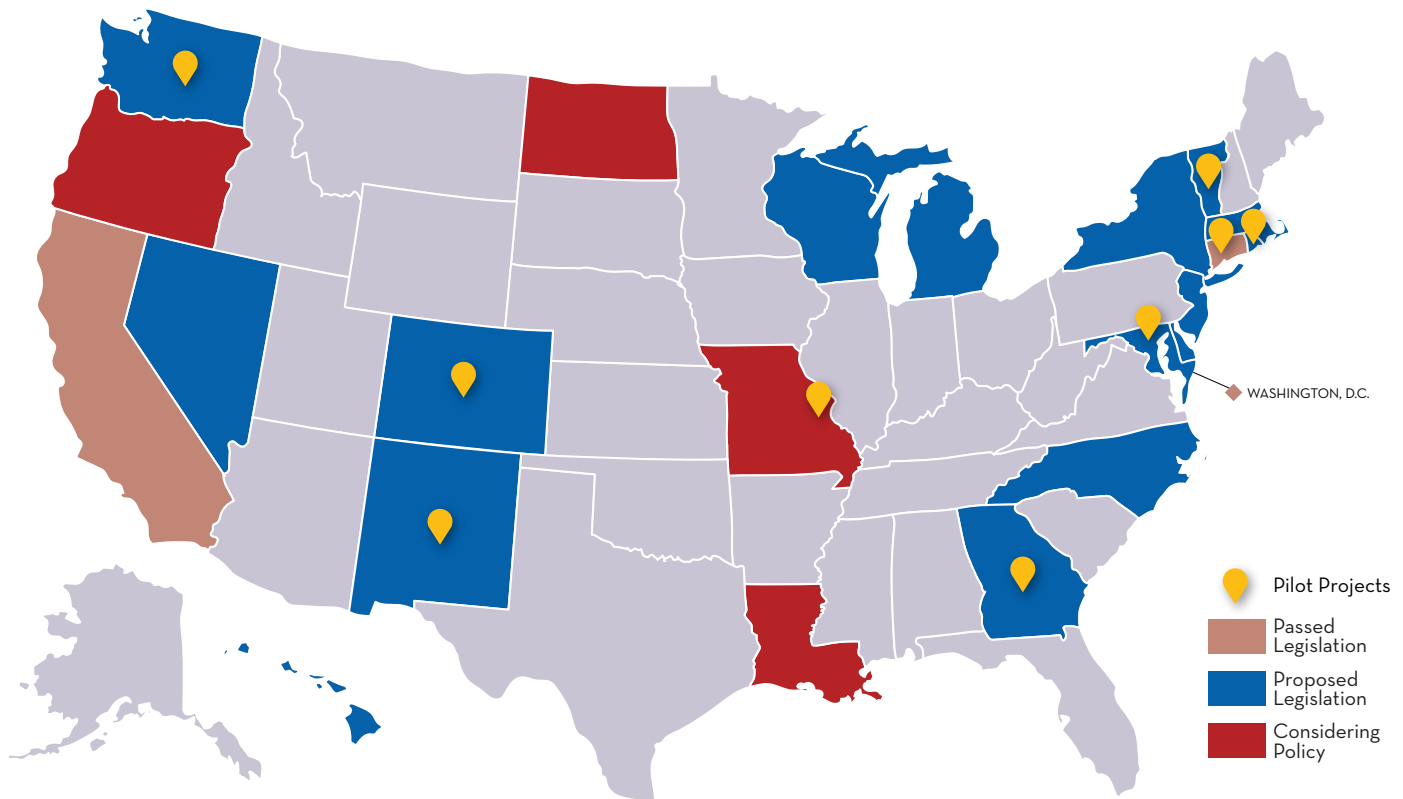 WASHINGTON, D.C.
Pilot Projects
Passed
Legislation
Proposed
Legislation
Considering
Policy